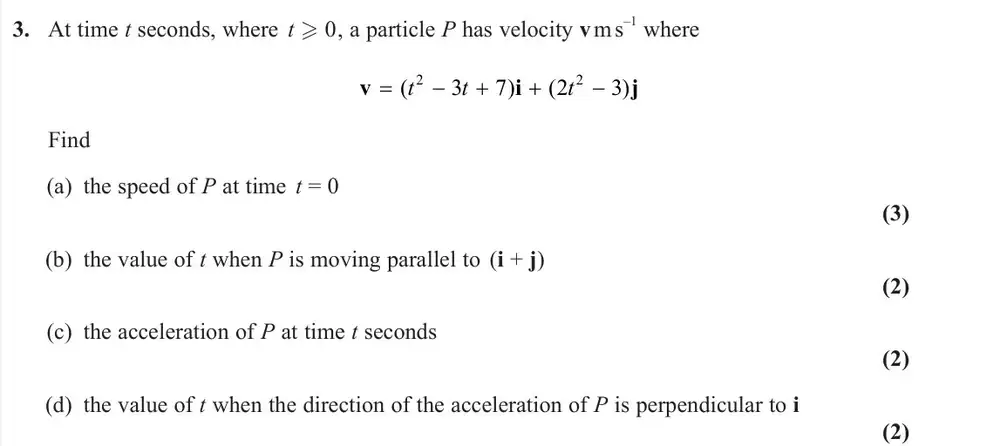 3. At time t seconds, where t ⩾ 0, a particle P has velocity v m s⁻¹ where
v = (t² − 3t + 7)i + (2t² − 3)j
Find
(a) the speed of P at time t = 0
(3)
(b) the value of t when P is moving parallel to (i + j)
(2)
(c) the acceleration of P at time t seconds
(2)
(d) the value of t when the direction of the acceleration of P is perpendicular to i
(2)